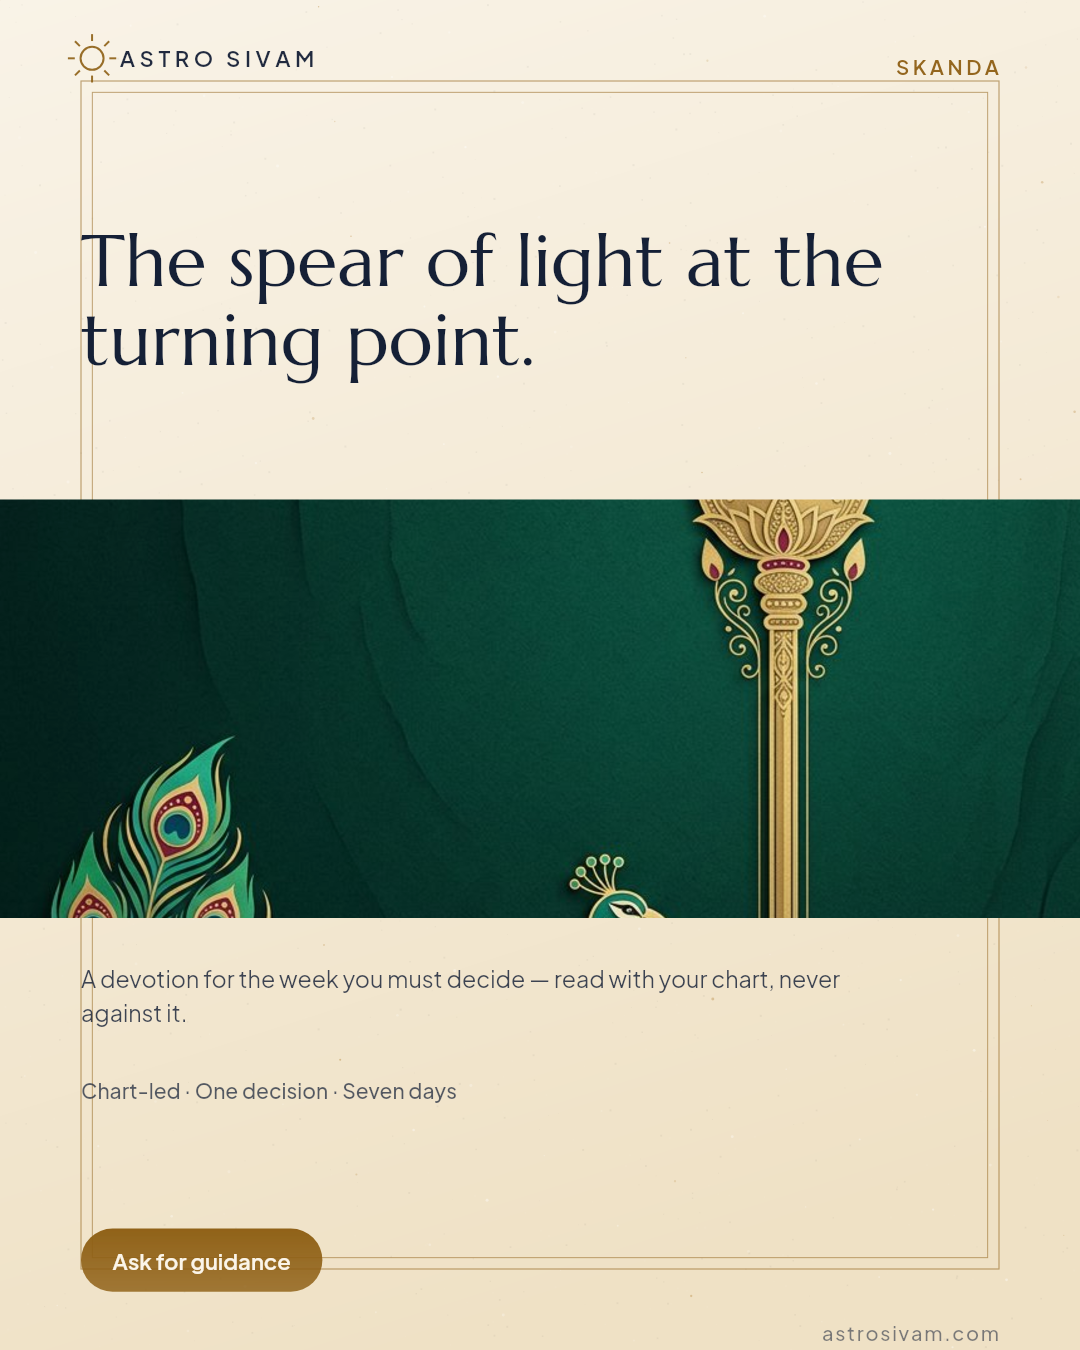 ASTRO SIVAM
SKANDA
The spear of light at the
turning point.
A devotion for the week you must decide — read with your chart, never
against it.
Chart-led · One decision · Seven days
Ask for guidance
astrosivam.com